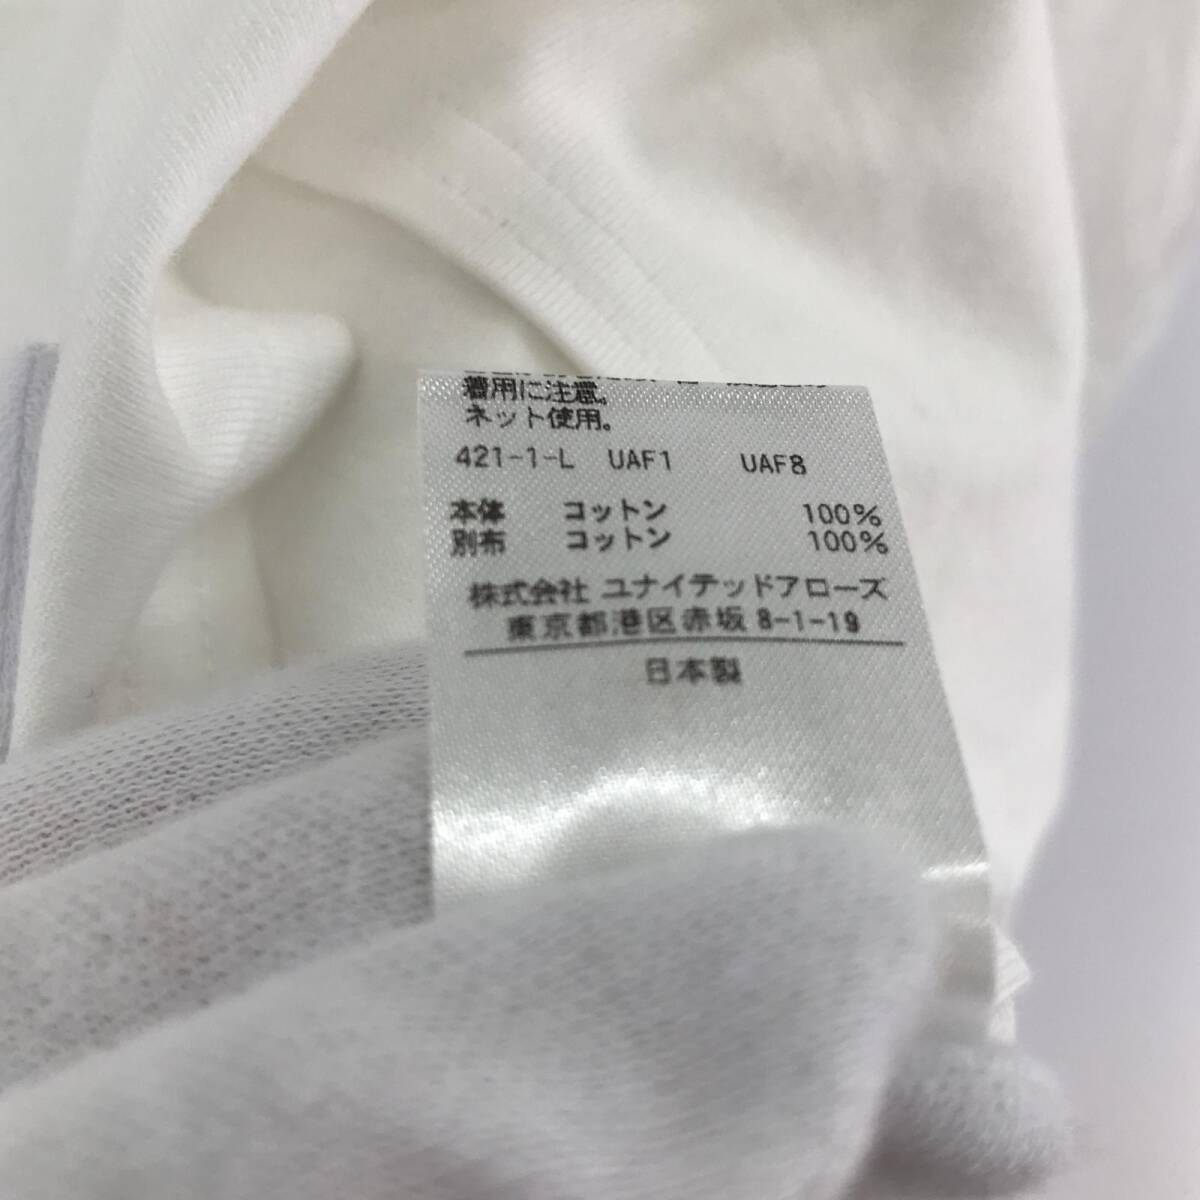 着用に注意。
ネット使用。
421-1-L UAF1 UAF8
本体 コットン 100%
別布 コットン 100%
株式会社 ユナイテッドアローズ
東京都港区赤坂 8-1-19
日本製